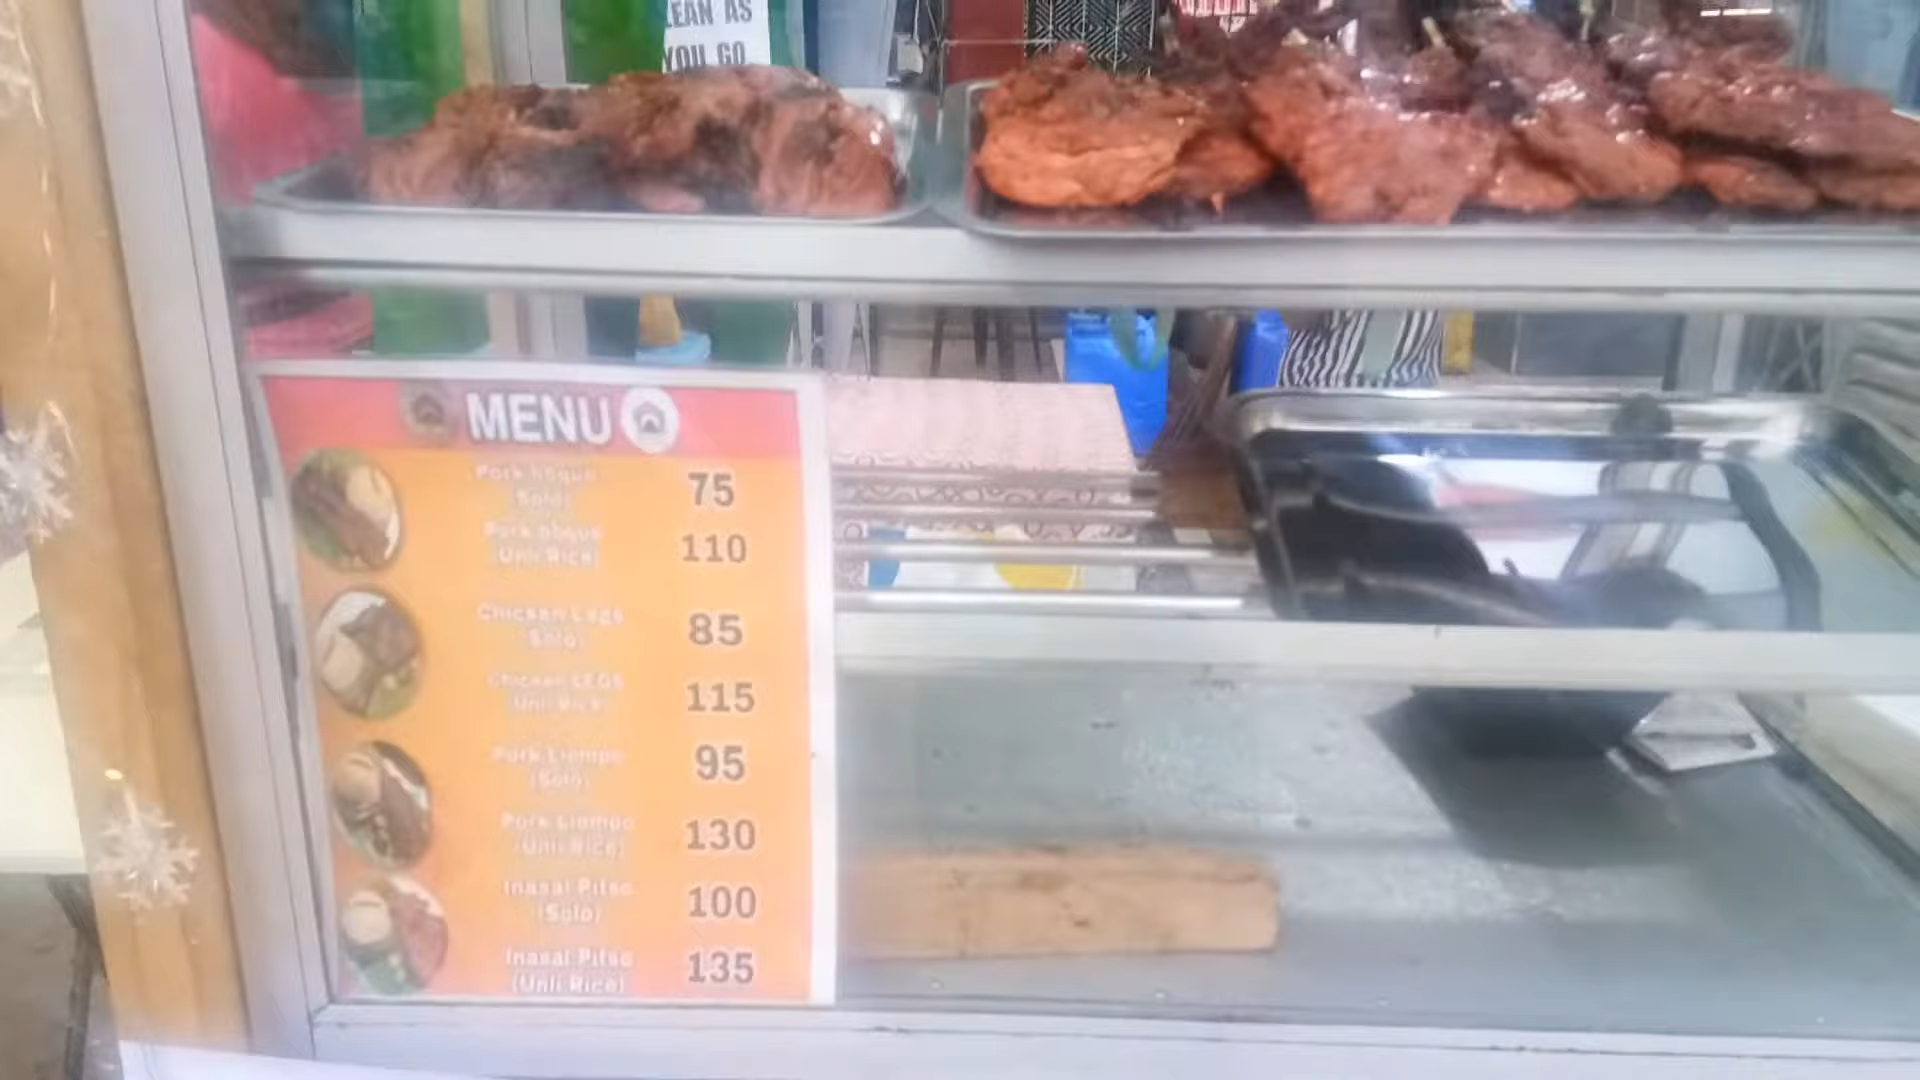 LEAN AS
YOU GO
MENU
Pork bbque
(Solo)
75
Pork bbque
(Unli Rice)
110
Chicken Legs
Solo
85
Chicken LEGS
Unli Rice
115
Pork Liempo
(Solo)
95
Pork Liempo
(Unli Rice)
130
Inasal Pitso
(Solo)
100
Inasal Pitso
(Unli Rice)
135